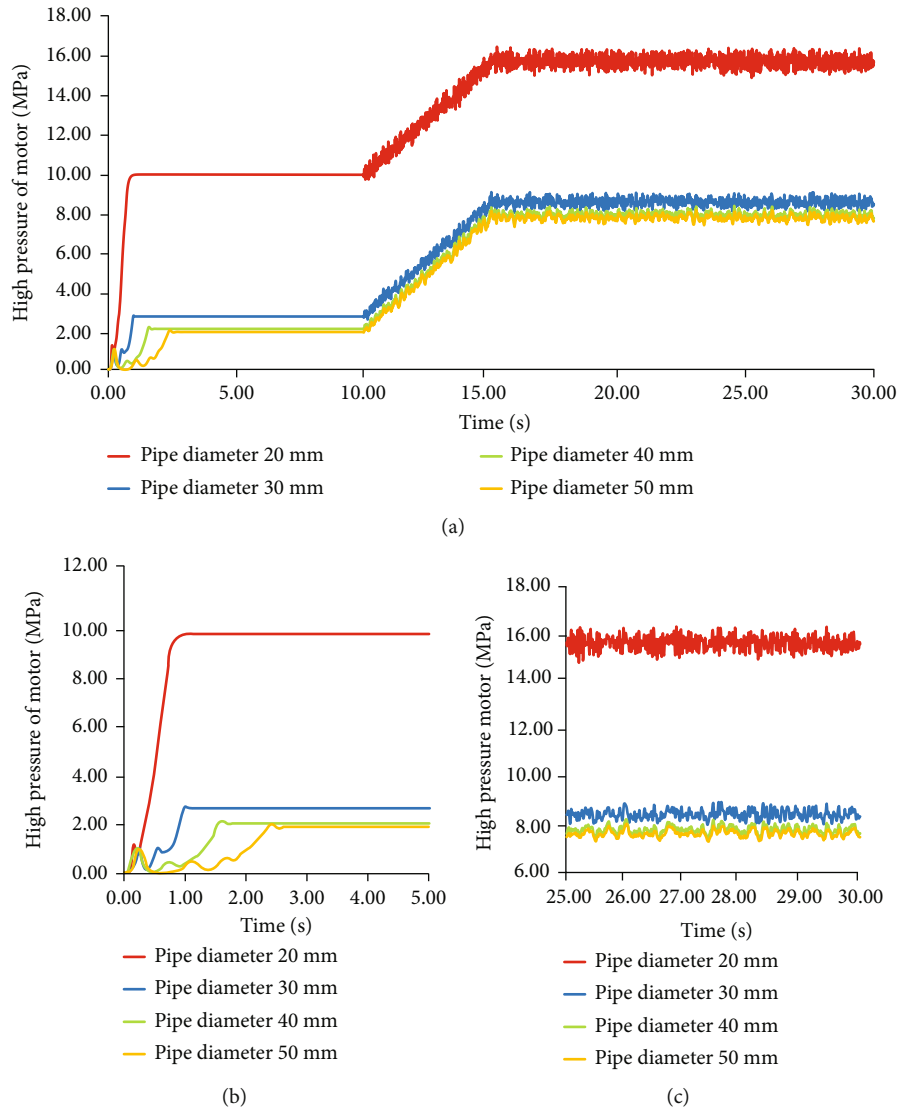 18.00
16.00
14.00
12.00
10.00
8.00
6.00
4.00
2.00
0.00
High pressure of motor (MPa)
0.00 5.00 10.00 15.00 20.00 25.00 30.00
Time (s)
Pipe diameter 20 mm
Pipe diameter 30 mm
Pipe diameter 40 mm
Pipe diameter 50 mm
(a)
12.00
10.00
8.00
6.00
4.00
2.00
0.00
High pressure of motor (MPa)
0.00 1.00 2.00 3.00 4.00 5.00
Time (s)
Pipe diameter 20 mm
Pipe diameter 30 mm
Pipe diameter 40 mm
Pipe diameter 50 mm
(b)
18.00
16.00
14.00
12.00
10.00
8.00
6.00
High pressure motor (MPa)
25.00 26.00 27.00 28.00 29.00 30.00
Time (s)
Pipe diameter 20 mm
Pipe diameter 30 mm
Pipe diameter 40 mm
Pipe diameter 50 mm
(c)